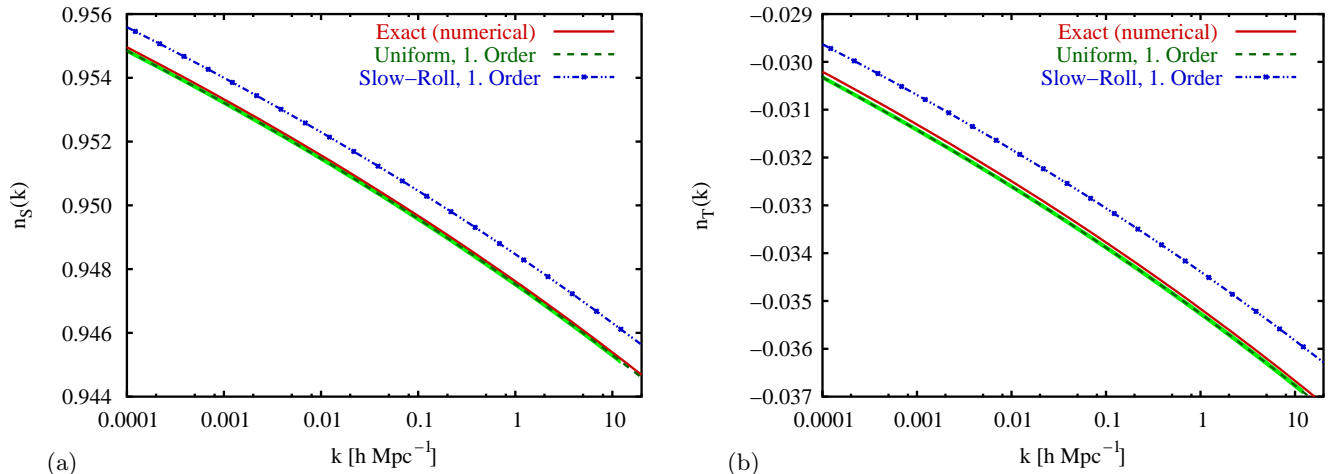 0.956
0.955
0.954
0.952
0.950
0.948
0.946
0.944
n_S(k)
Exact (numerical)
Uniform, 1. Order
Slow−Roll, 1. Order
0.0001 0.001 0.01 0.1 1 10
k [h Mpc⁻¹]
(a)
−0.029
−0.030
−0.031
−0.032
−0.033
−0.034
−0.035
−0.036
−0.037
n_T(k)
Exact (numerical)
Uniform, 1. Order
Slow−Roll, 1. Order
0.0001 0.001 0.01 0.1 1 10
k [h Mpc⁻¹]
(b)